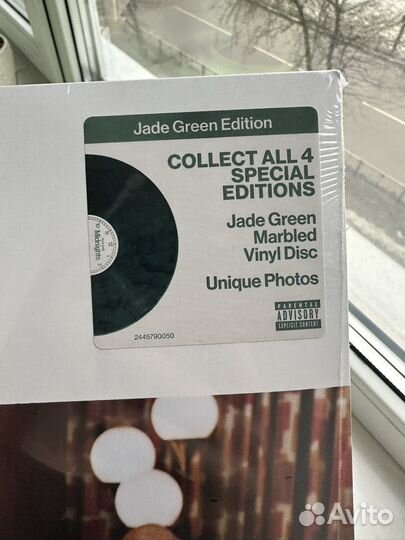 Jade Green Edition
COLLECT ALL 4
SPECIAL
EDITIONS
Jade Green
Marbled
Vinyl Disc
Unique Photos
Midnights
PARENTAL
ADVISORY
EXPLICIT CONTENT
2445790050
Avito